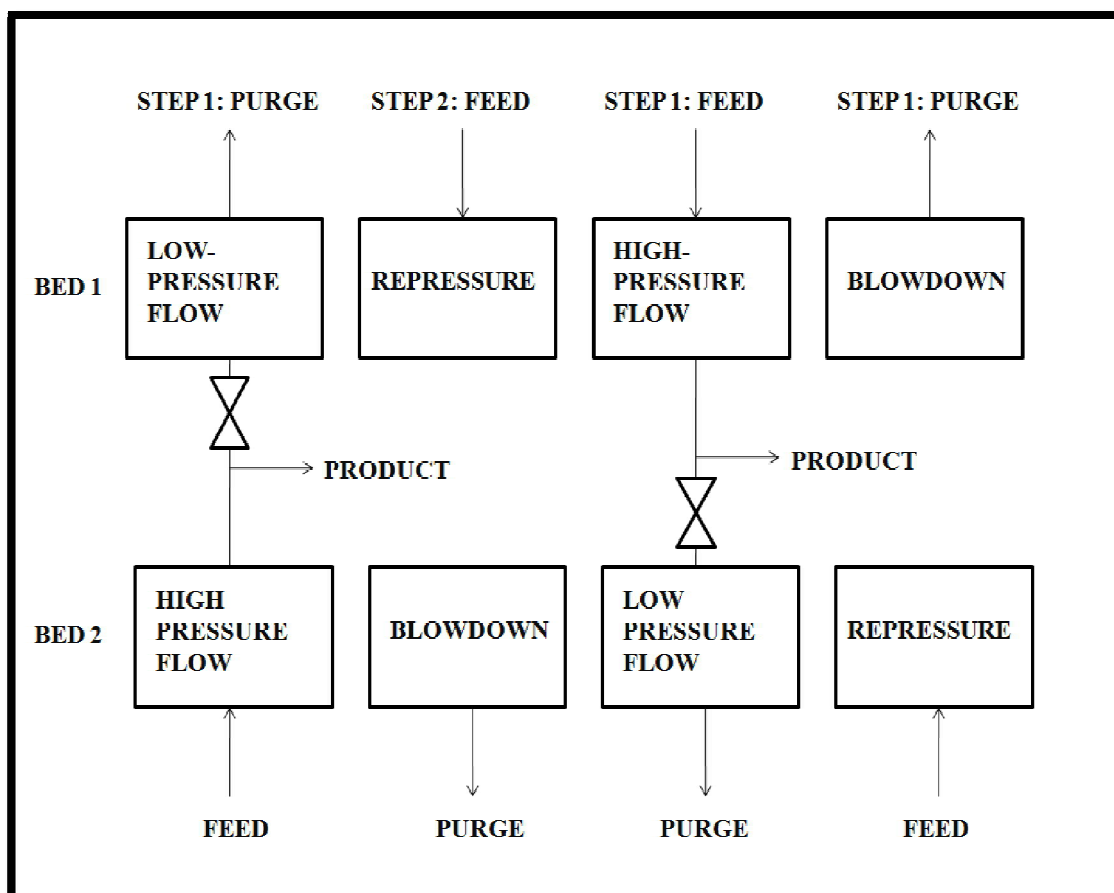 STEP 1: PURGE
STEP 2: FEED
STEP 1: FEED
STEP 1: PURGE
BED 1
LOW-
PRESSURE
FLOW
REPRESSURE
HIGH-
PRESSURE
FLOW
BLOWDOWN
PRODUCT
PRODUCT
BED 2
HIGH
PRESSURE
FLOW
BLOWDOWN
LOW
PRESSURE
FLOW
REPRESSURE
FEED
PURGE
PURGE
FEED